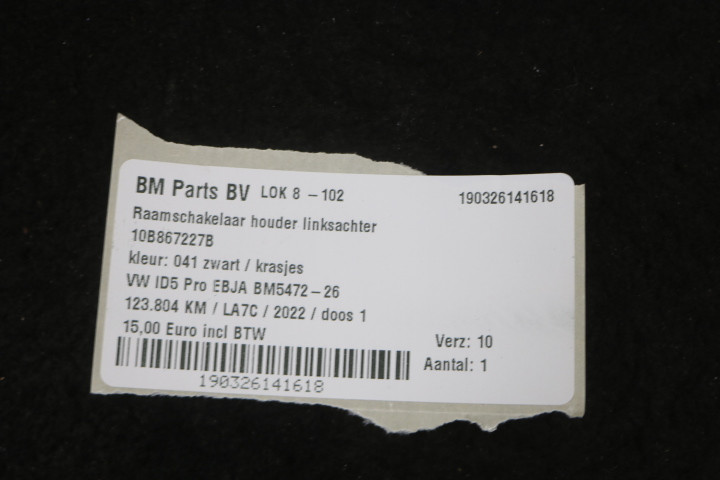 BM Parts BV LOK 8 - 102 190326141618
Raamschakelaar houder linksachter
10B867227B
kleur: 041 zwart / krasjes
VW ID5 Pro EBJA BM5472-26
123.804 KM / LA7C / 2022 / doos 1
15,00 Euro incl BTW
Verz: 10
Aantal: 1
190326141618